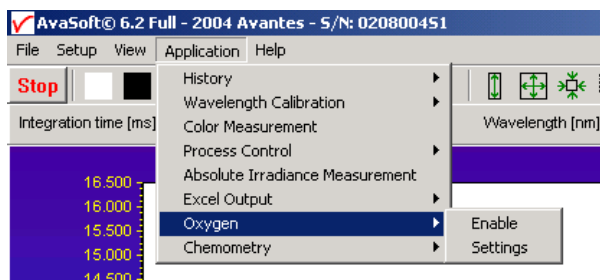 AvaSoft© 6.2 Full - 2004 Avantes - S/N: 0208004S1
File Setup View Application Help
Stop
History
Wavelength Calibration
Integration time [ms]
Color Measurement
Wavelength [nm]
Process Control
Absolute Irradiance Measurement
16.500
Excel Output
16.000
Oxygen
Enable
15.500
Chemometry
Settings
15.000
14.500